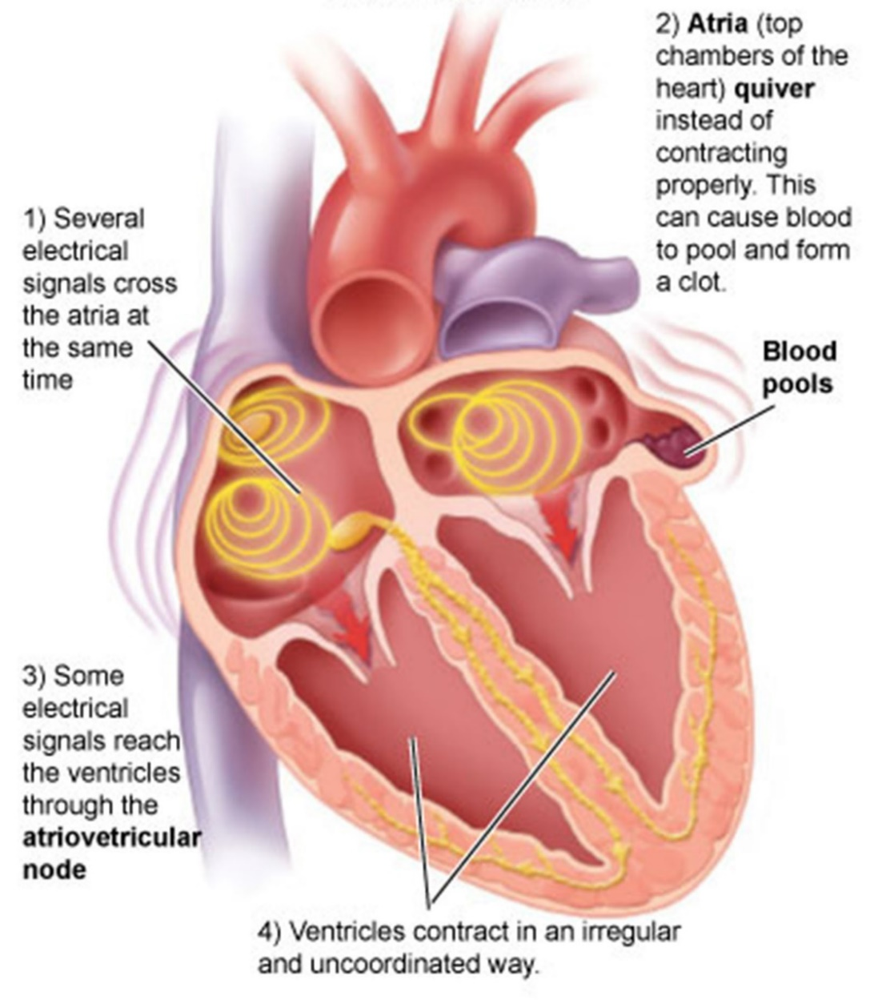 2) Atria (top
chambers of the
heart) quiver
instead of
contracting
properly. This
can cause blood
to pool and form
a clot.
1) Several
electrical
signals cross
the atria at
the same
time
Blood
pools
3) Some
electrical
signals reach
the ventricles
through the
atriovetricular
node
4) Ventricles contract in an irregular
and uncoordinated way.